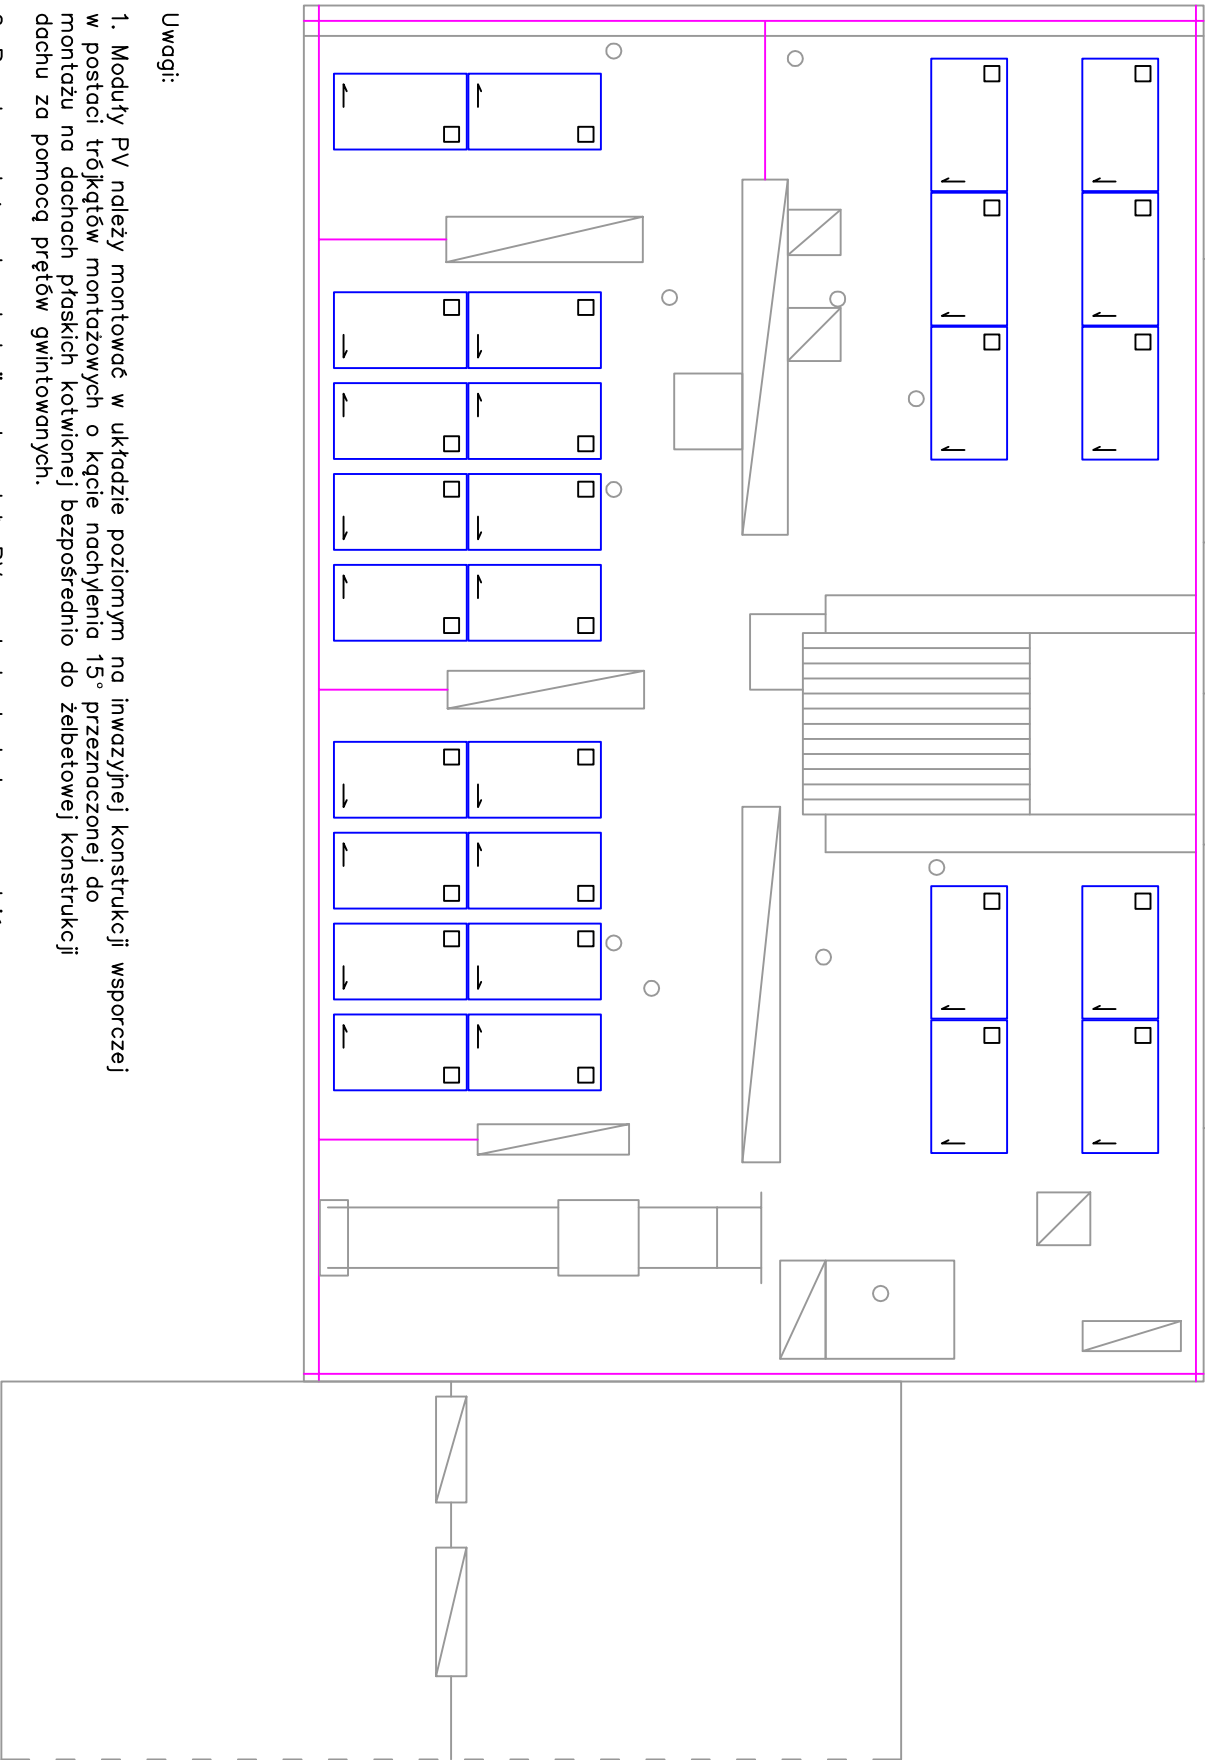 Uwagi:
1. Moduły PV należy montować w układzie poziomym na inwazyjnej konstrukcji wsporczej
w postaci trójkątów montażowych o kącie nachylenia 15° przeznaczonej do
montażu na dachach płaskich kotwionej bezpośrednio do żelbetowej konstrukcji
dachu za pomocą prętów gwintowanych.